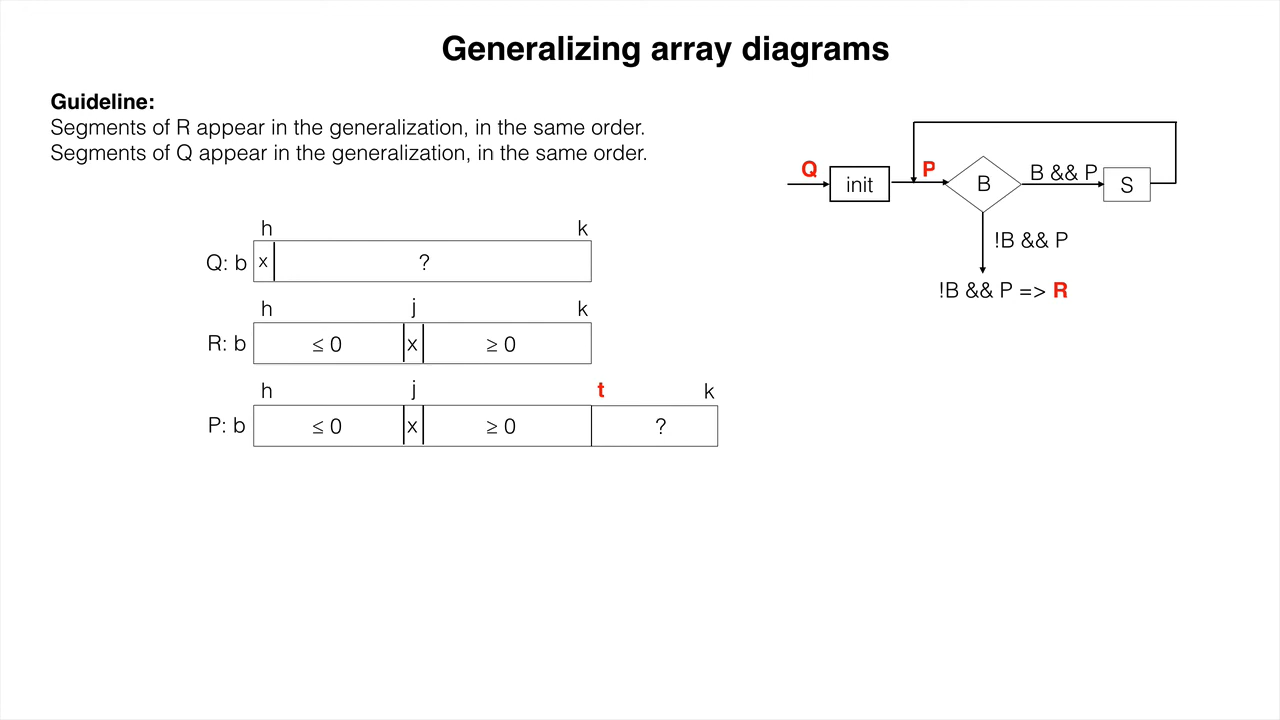 Generalizing array diagrams
Guideline:
Segments of R appear in the generalization, in the same order.
Segments of Q appear in the generalization, in the same order.
Q init P B B && P S
!B && P
!B && P => R
h k
Q: b x ?
h j k
R: b ≤ 0 x ≥ 0
h j t k
P: b ≤ 0 x ≥ 0 ?